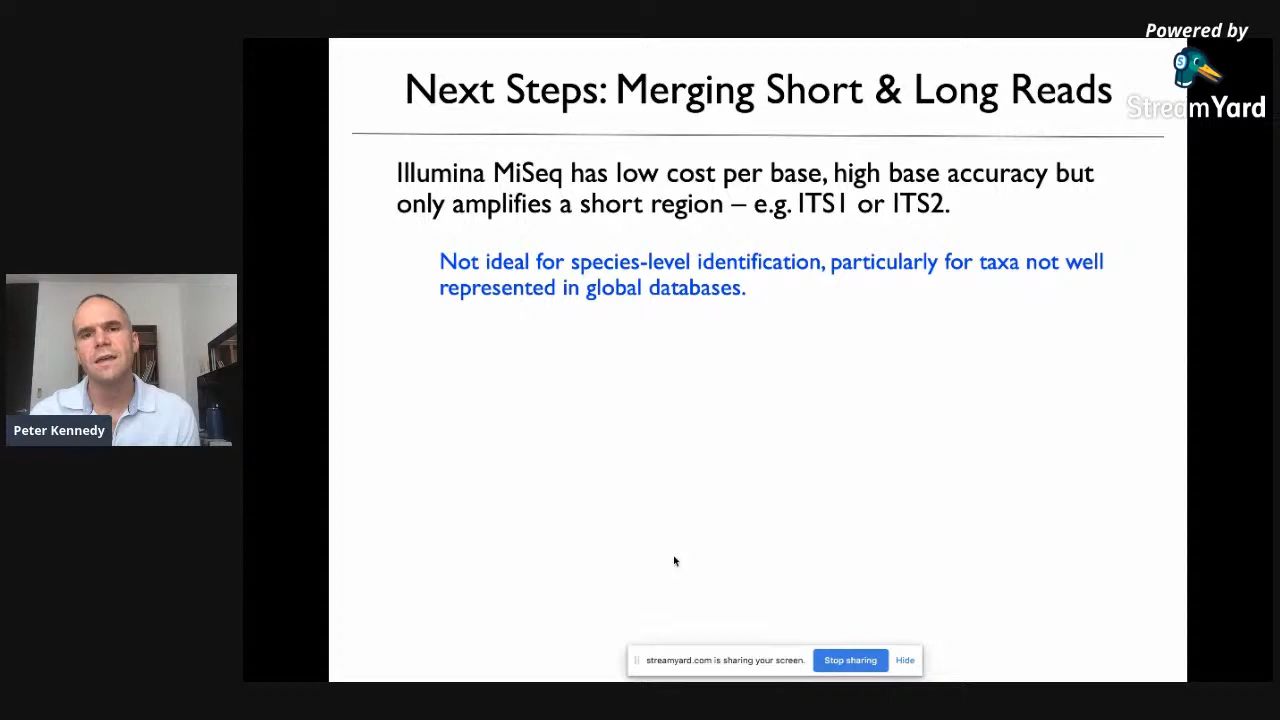 Powered by
StreamYard
Next Steps: Merging Short & Long Reads
Illumina MiSeq has low cost per base, high base accuracy but
only amplifies a short region – e.g. ITS1 or ITS2.
Not ideal for species-level identification, particularly for taxa not well
represented in global databases.
Peter Kennedy
streamyard.com is sharing your screen.
Stop sharing
Hide